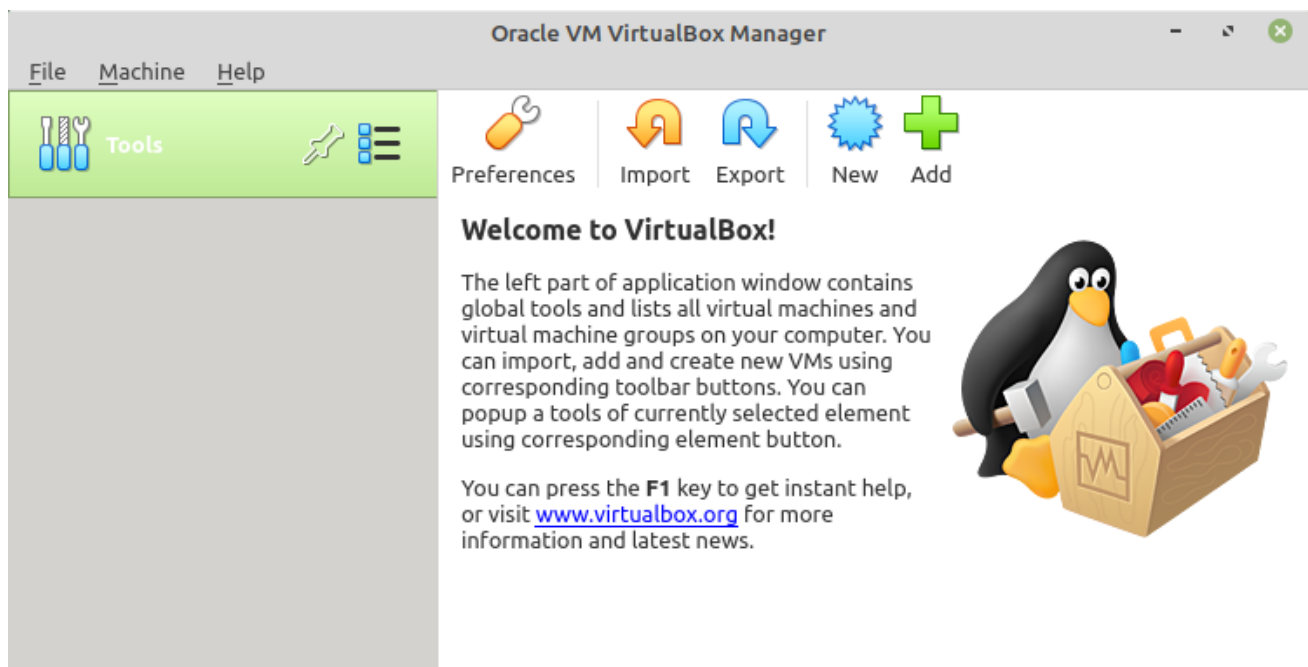 Oracle VM VirtualBox Manager
File Machine Help
Tools
Preferences Import Export New Add
Welcome to VirtualBox!
The left part of application window contains
global tools and lists all virtual machines and
virtual machine groups on your computer. You
can import, add and create new VMs using
corresponding toolbar buttons. You can
popup a tools of currently selected element
using corresponding element button.
You can press the F1 key to get instant help,
or visit www.virtualbox.org for more
information and latest news.